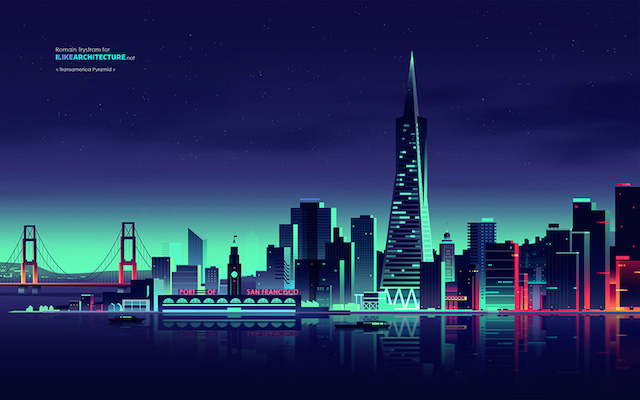 Romain Trystram for
ILIKEARCHITECTURE.net
« Transamerica Pyramid »
PORT OF SAN FRANCISCO